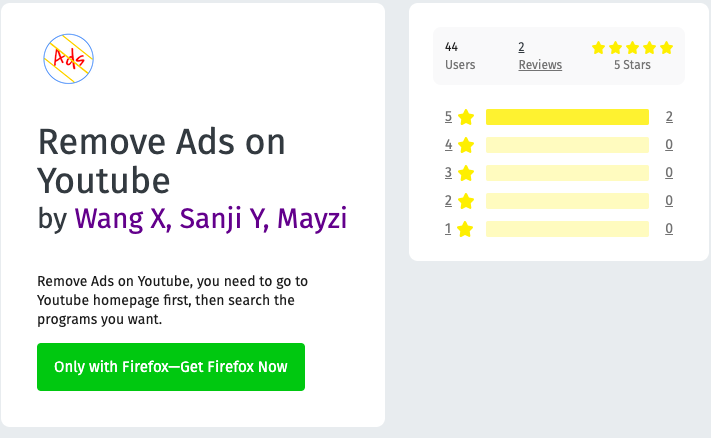 Ads
Remove Ads on
Youtube
by Wang X, Sanji Y, Mayzi
Remove Ads on Youtube, you need to go to
Youtube homepage first, then search the
programs you want.
Only with Firefox—Get Firefox Now
44
Users
2
Reviews
5 Stars
5 2
4 0
3 0
2 0
1 0